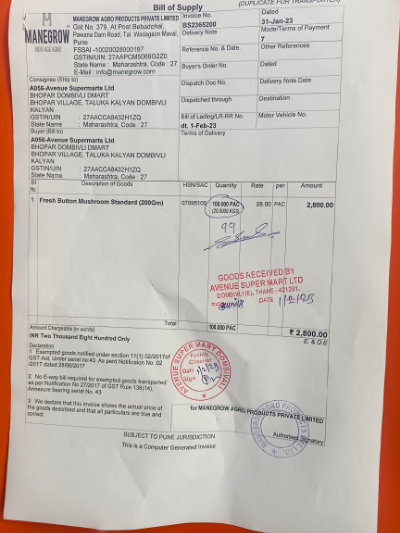 Bill of Supply
(DUPLICATE FOR TRANSPORTER)
M
MANEGROW
NEW AGE AGRO
MANEGROW AGRO PRODUCTS PRIVATE LIMITED
Gat No. 379, At Post Bebadohal,
Pawana Dam Road, Tal. Wadagaon Maval,
Pune
FSSAI -10020026000197
GSTIN/UIN: 27AAPCM5068G2Z0
State Name : Maharashtra, Code : 27
E-Mail : info@manegrow.com
Invoice No.
BS2365200
Dated
31-Jan-23
Delivery Note
Mode/Terms of Payment
7
Reference No. & Date.
Other References
Buyer's Order No.
Dated
Dispatch Doc No.
Delivery Note Date
Dispatched through
Destination
Bill of Lading/LR-RR No.
dt. 1-Feb-23
Motor Vehicle No.
Terms of Delivery
Consignee (Ship to)
A056-Avenue Supermarts Ltd
BHOPAR DOMBIVLI DMART
BHOPAR VILLAGE, TALUKA KALYAN DOMBIVLI
KALYAN
GSTIN/UIN : 27AACCA8432H1ZQ
State Name : Maharashtra, Code : 27
Buyer (Bill to)
A056-Avenue Supermarts Ltd
BHOPAR DOMBIVLI DMART
BHOPAR VILLAGE, TALUKA KALYAN DOMBIVLI
KALYAN
GSTIN/UIN : 27AACCA8432H1ZQ
State Name : Maharashtra, Code : 27
Sl
No.
Description of Goods
HSN/SAC
Quantity
Rate
per
Amount
1 Fresh Button Mushroom Standard (200Gm)
07095100
100.000 PAC
(20.0000 KGS)
28.00
PAC
2,800.00
99
GOODS RECEIVED BY
AVENUE SUPER MART LTD
DOMBIVLI (E), THANE - 421201.
DATE 1/2/23
Total
100.000 PAC
₹ 2,800.00
Amount Chargeable (in words)
E. & O.E
INR Two Thousand Eight Hundred Only
Declaration
1 Exempted goods notified under section 11(1) 02/2017of
GST Act, Under serial no:43, As pand Notificaion No. 02
/2017 dated 28/06/2017
2 No E-way bill required for exempted goods transported
as per Notification No 27/2017 of GST Rule 138(14).
Annexure bearing serial No. 43
3 We declare that this invoice shows the actual price of
the goods described and that all particulars are true and
correct.
AVENUE SUPER MART DOMBIVLI
Date 1/2/23
Sign
for MANEGROW AGRO PRODUCTS PRIVATE LIMITED
Authorised Signatory
SUBJECT TO PUNE JURISDICTION
This is a Computer Generated Invoice